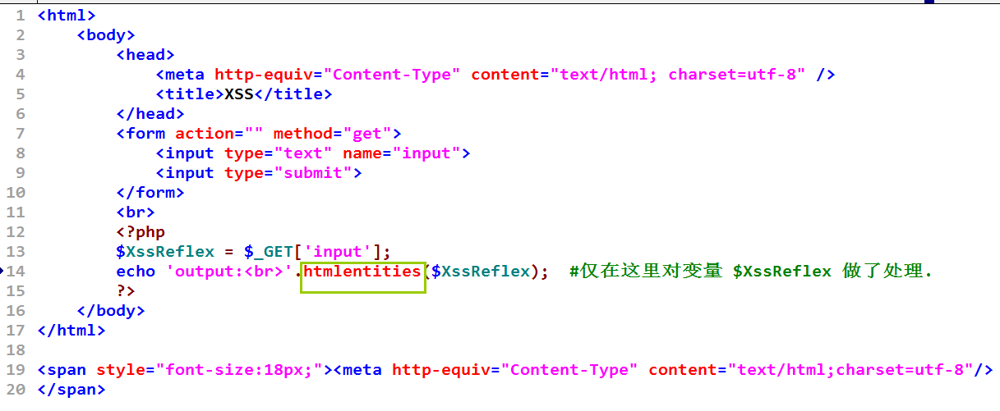 1 <html>
2     <body>
3         <head>
4             <meta http-equiv="Content-Type" content="text/html; charset=utf-8" />
5             <title>XSS</title>
6         </head>
7         <form action="" method="get">
8             <input type="text" name="input">
9             <input type="submit">
10         </form>
11         <br>
12         <?php
13         $XssReflex = $_GET['input'];
14         echo 'output:<br>'.htmlentities($XssReflex);  #仅在这里对变量 $XssReflex 做了处理.
15         ?>
16     </body>
17 </html>
18
19 <span style="font-size:18px;"><meta http-equiv="Content-Type" content="text/html;charset=utf-8"/>
20 </span>